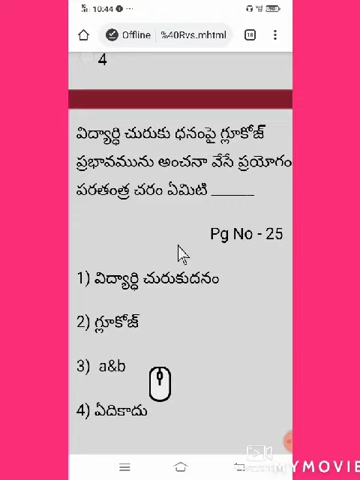 10:44
Offline
%40Rvs.mhtml
18
4
విద్యార్ధి చురుకు ధనంపై గ్లూకోజ్
ప్రభావమును అంచనా వేసే ప్రయోగం
పరతంత్ర చరం ఏమిటి ______
Pg No - 25
1) విద్యార్ధి చురుకుదనం
2) గ్లూకోజ్
3) a&b
4) ఏదికాదు
MYMOVIE